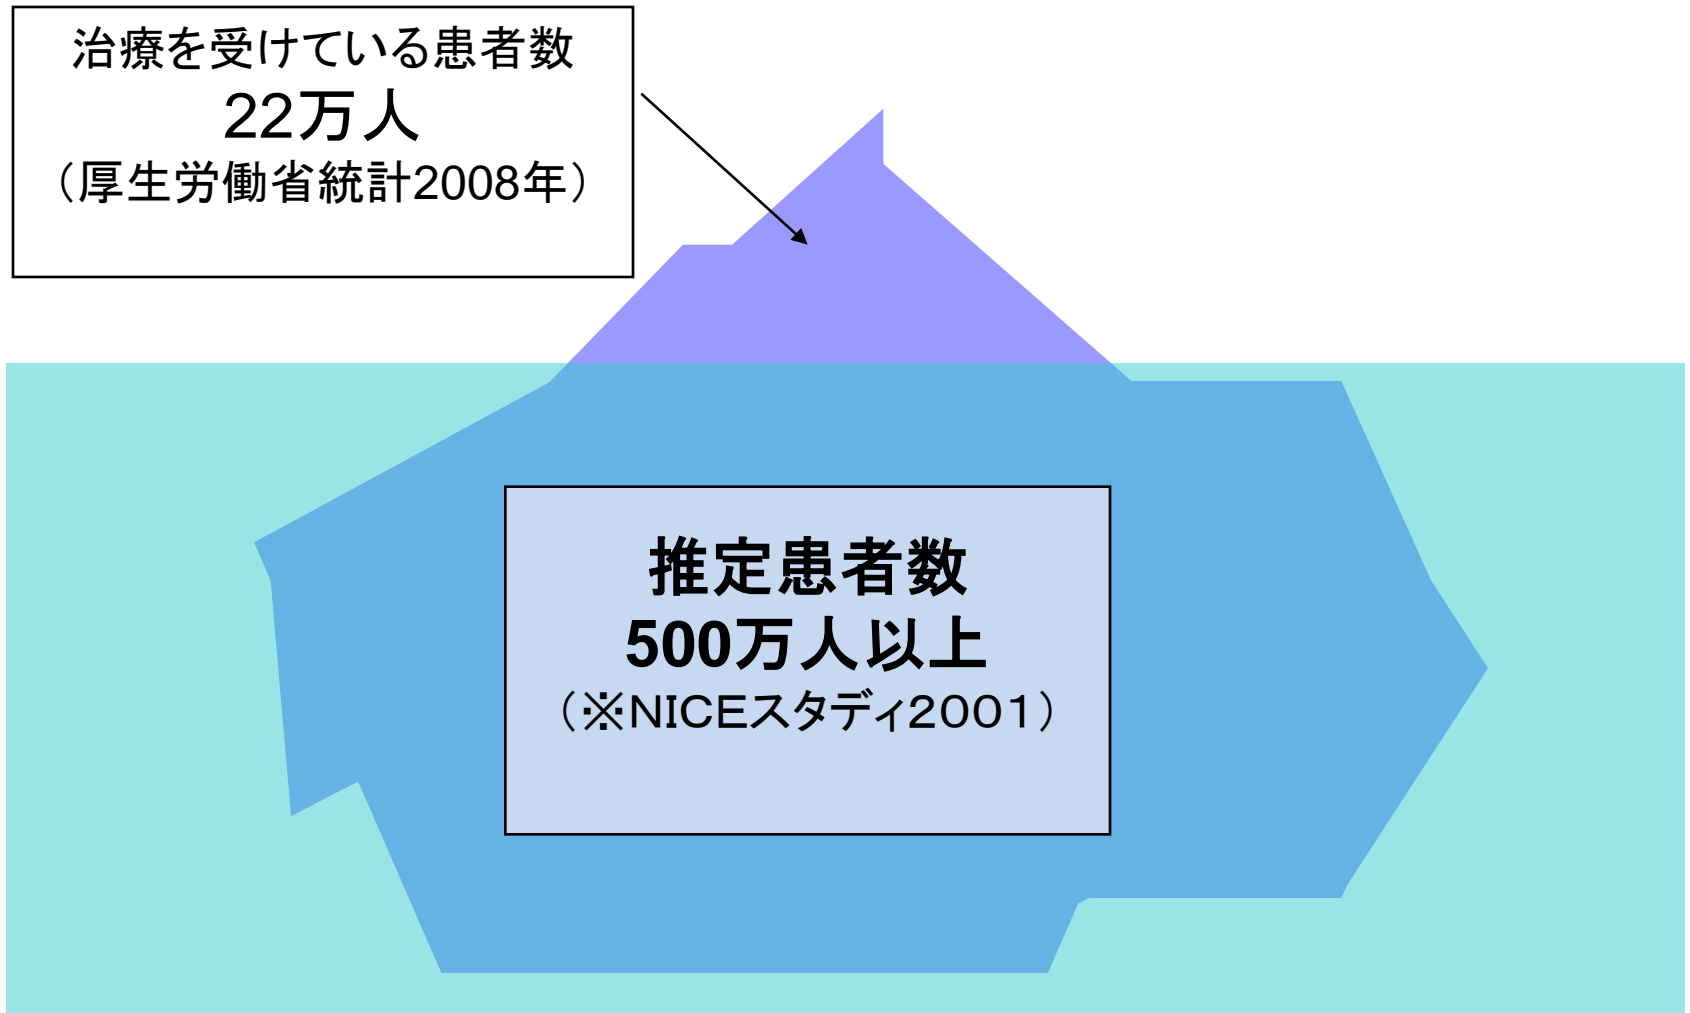 治療を受けている患者数
22万人
（厚生労働省統計2008年）
推定患者数
500万人以上
（※NICEスタディ2001）